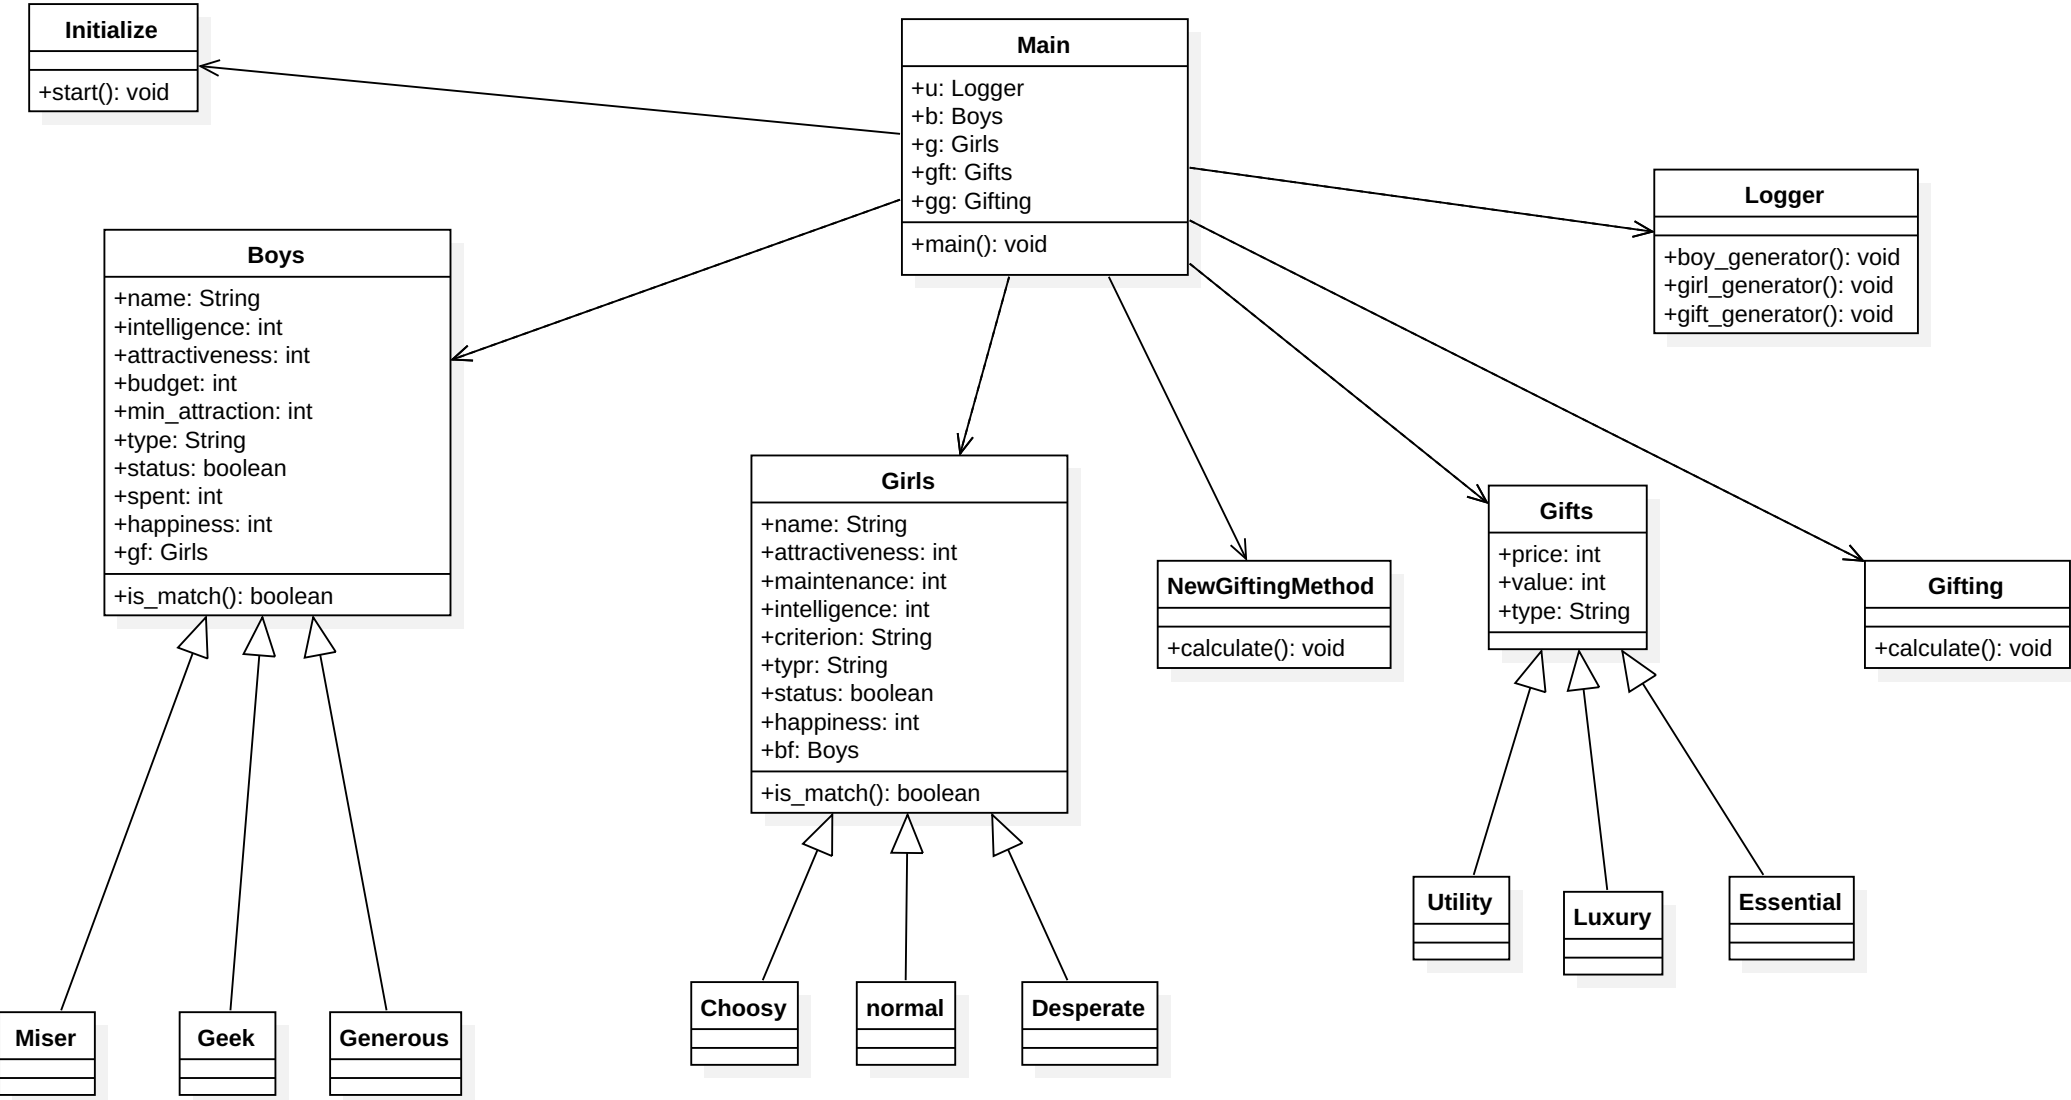 Initialize
+start(): void
Main
+u: Logger
+b: Boys
+g: Girls
+gft: Gifts
+gg: Gifting
+main(): void
Logger
+boy_generator(): void
+girl_generator(): void
+gift_generator(): void
Boys
+name: String
+intelligence: int
+attractiveness: int
+budget: int
+min_attraction: int
+type: String
+status: boolean
+spent: int
+happiness: int
+gf: Girls
+is_match(): boolean
Girls
+name: String
+attractiveness: int
+maintenance: int
+intelligence: int
+criterion: String
+typr: String
+status: boolean
+happiness: int
+bf: Boys
+is_match(): boolean
NewGiftingMethod
+calculate(): void
Gifts
+price: int
+value: int
+type: String
Gifting
+calculate(): void
Utility
Luxury
Essential
Miser
Geek
Generous
Choosy
normal
Desperate